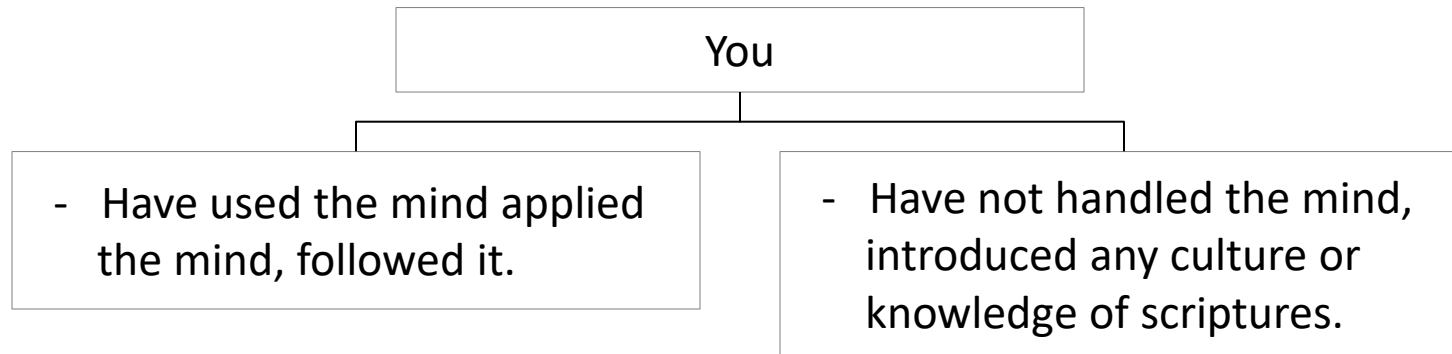 You
- Have used the mind applied
the mind, followed it.
- Have not handled the mind,
introduced any culture or
knowledge of scriptures.